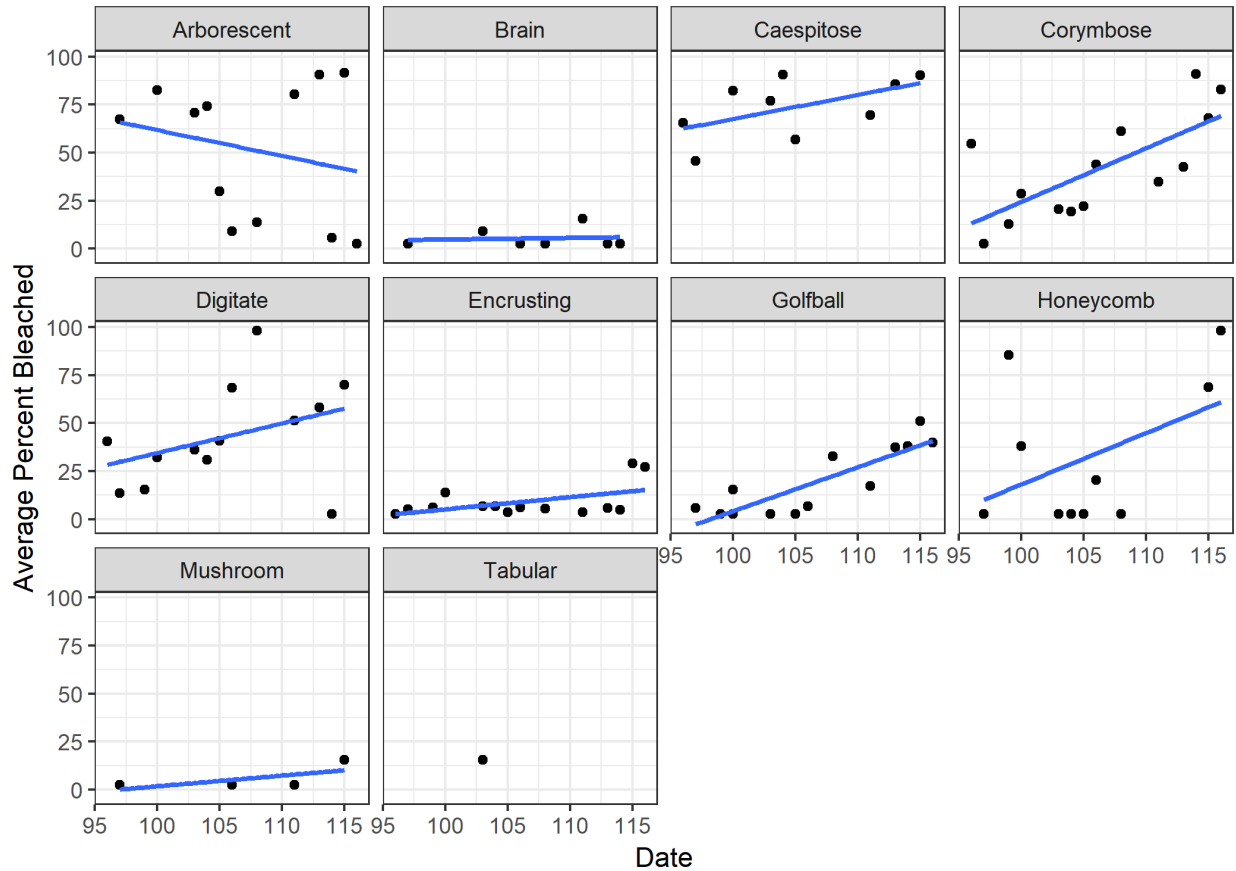 Arborescent Brain Caespitose Corymbose
100
75
50
25
0
Digitate Encrusting Golfball Honeycomb
100
75
50
25
0
95 100 105 110 115 95 100 105 110 115
Mushroom Tabular
100
75
50
25
0
95 100 105 110 115 95 100 105 110 115
Date
Average Percent Bleached